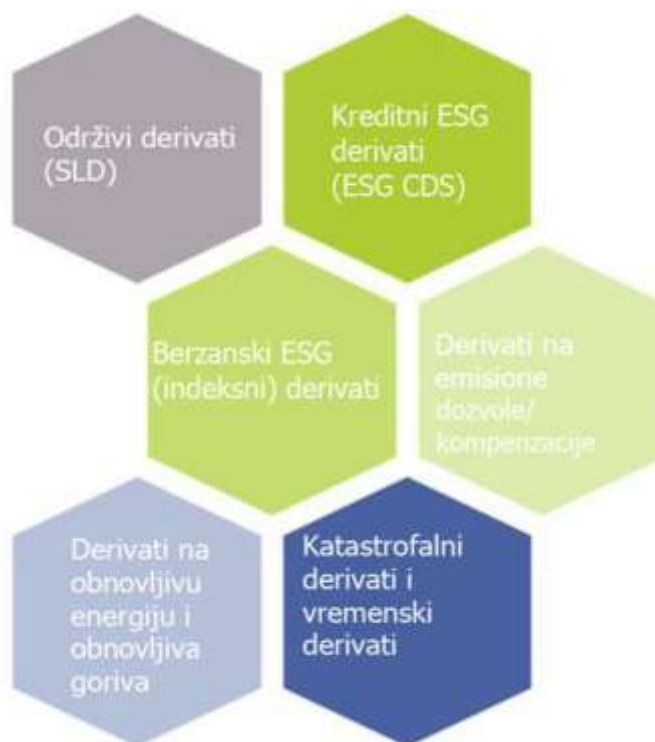 Održivi derivati
(SLD)
Kreditni ESG
derivati
(ESG CDS)
Berzanski ESG
(indeksni) derivati
Derivati na
emisione
dozvole/
kompenzacije
Derivati na
obnovljivu
energiju i
obnovljiva
goriva
Katastrofalni
derivati i
vremenski
derivati